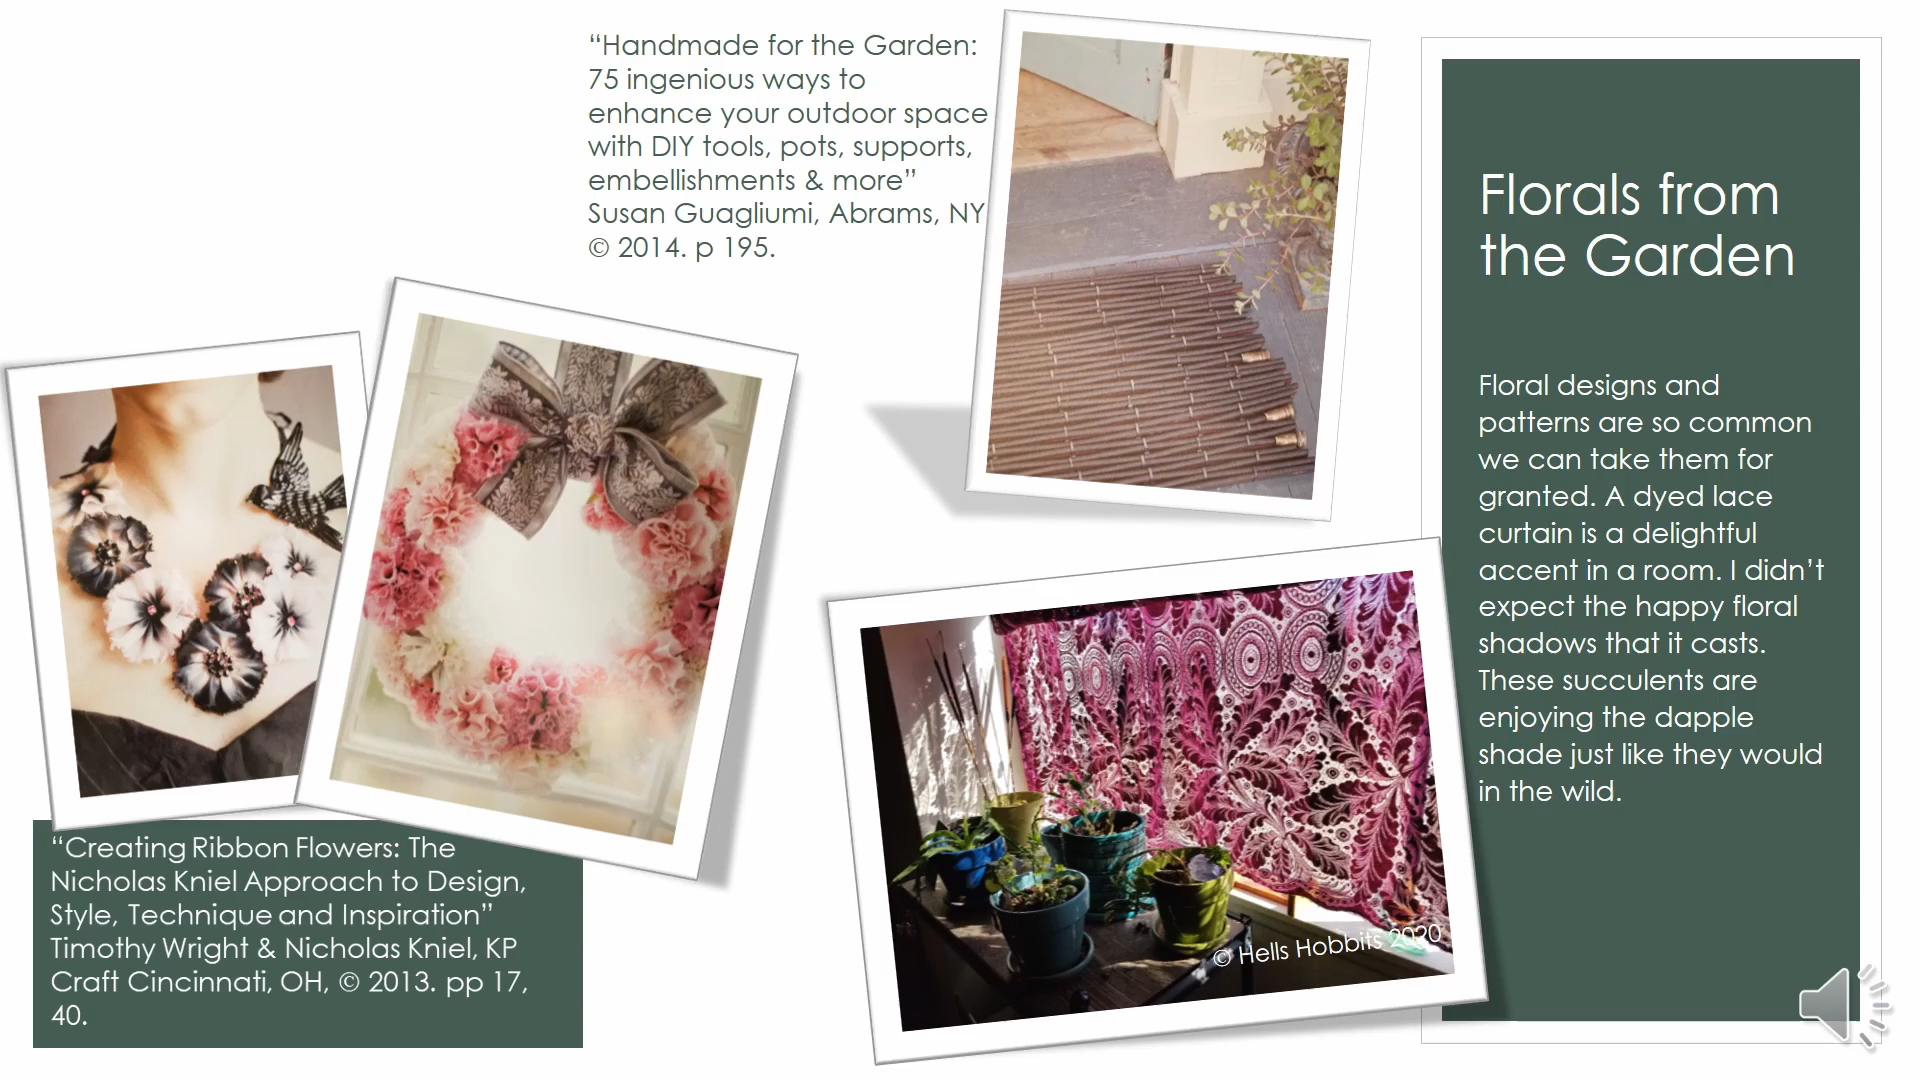 “Handmade for the Garden:
75 ingenious ways to
enhance your outdoor space
with DIY tools, pots, supports,
embellishments & more”
Susan Guagliumi, Abrams, NY
© 2014. p 195.
Florals from
the Garden
Floral designs and
patterns are so common
we can take them for
granted. A dyed lace
curtain is a delightful
accent in a room. I didn’t
expect the happy floral
shadows that it casts.
These succulents are
enjoying the dapple
shade just like they would
in the wild.
“Creating Ribbon Flowers: The
Nicholas Kniel Approach to Design,
Style, Technique and Inspiration”
Timothy Wright & Nicholas Kniel, KP
Craft Cincinnati, OH, © 2013. pp 17,
40.
© Hells Hobbits 2020